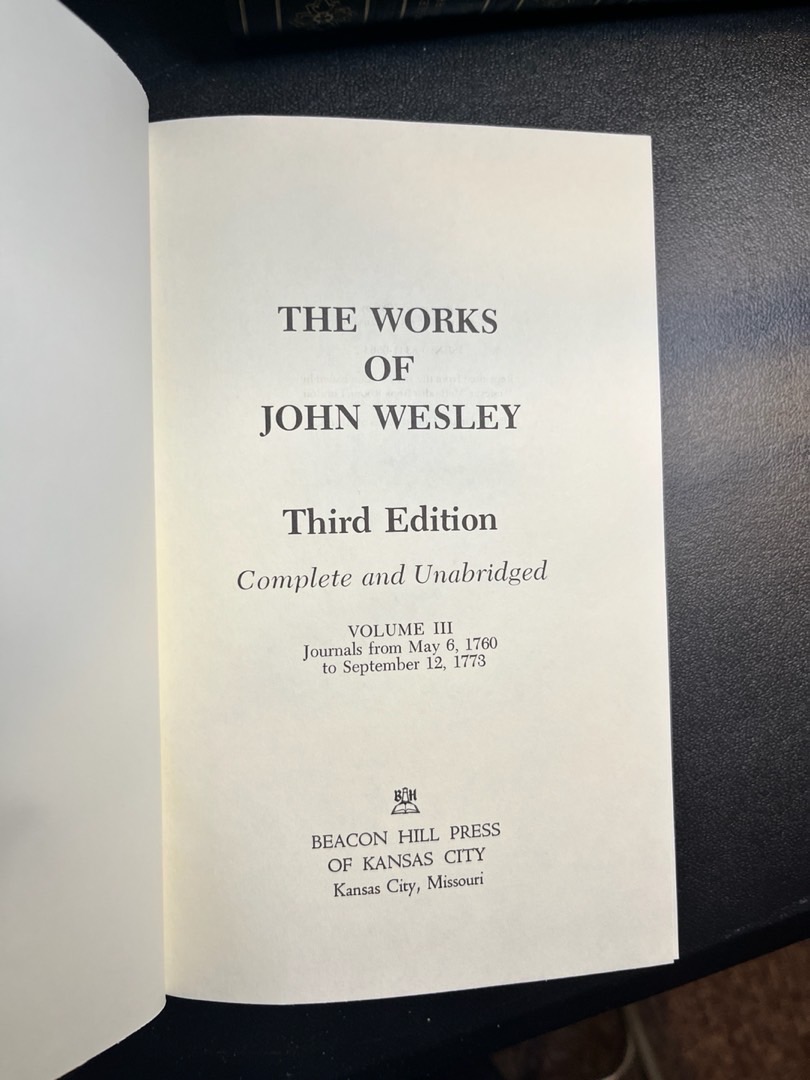 THE WORKS
OF
JOHN WESLEY
Third Edition
Complete and Unabridged
VOLUME III
Journals from May 6, 1760
to September 12, 1773
BH
BEACON HILL PRESS
OF KANSAS CITY
Kansas City, Missouri